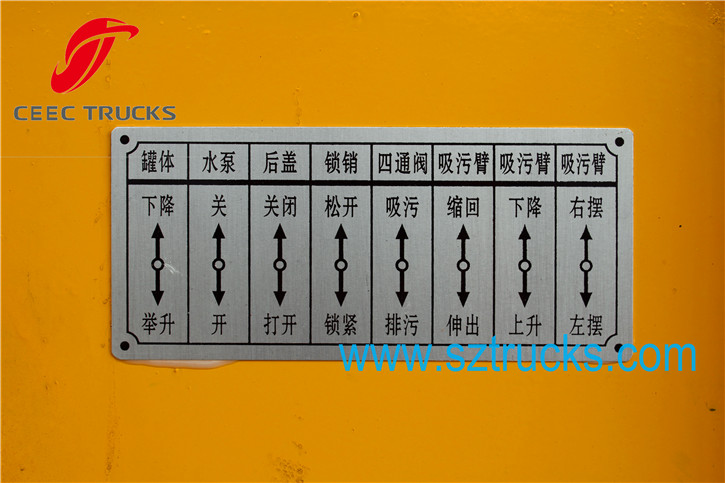 CEEC TRUCKS
罐体 水泵 后盖 锁销 四通阀 吸污臂 吸污臂 吸污臂
下降 关 关闭 松开 吸污 缩回 下降 右摆
举升 开 打开 锁紧 排污 伸出 上升 左摆
www.sztrucks.com